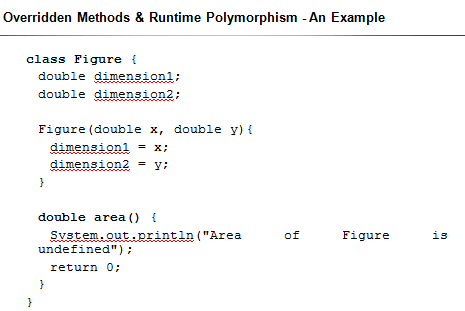 Overridden Methods & Runtime Polymorphism - An Example
class Figure {
double dimension1;
double dimension2;
Figure(double x, double y){
dimension1 = x;
dimension2 = y;
}
double area() {
System.out.println("Area of Figure is
undefined");
return 0;
}
}